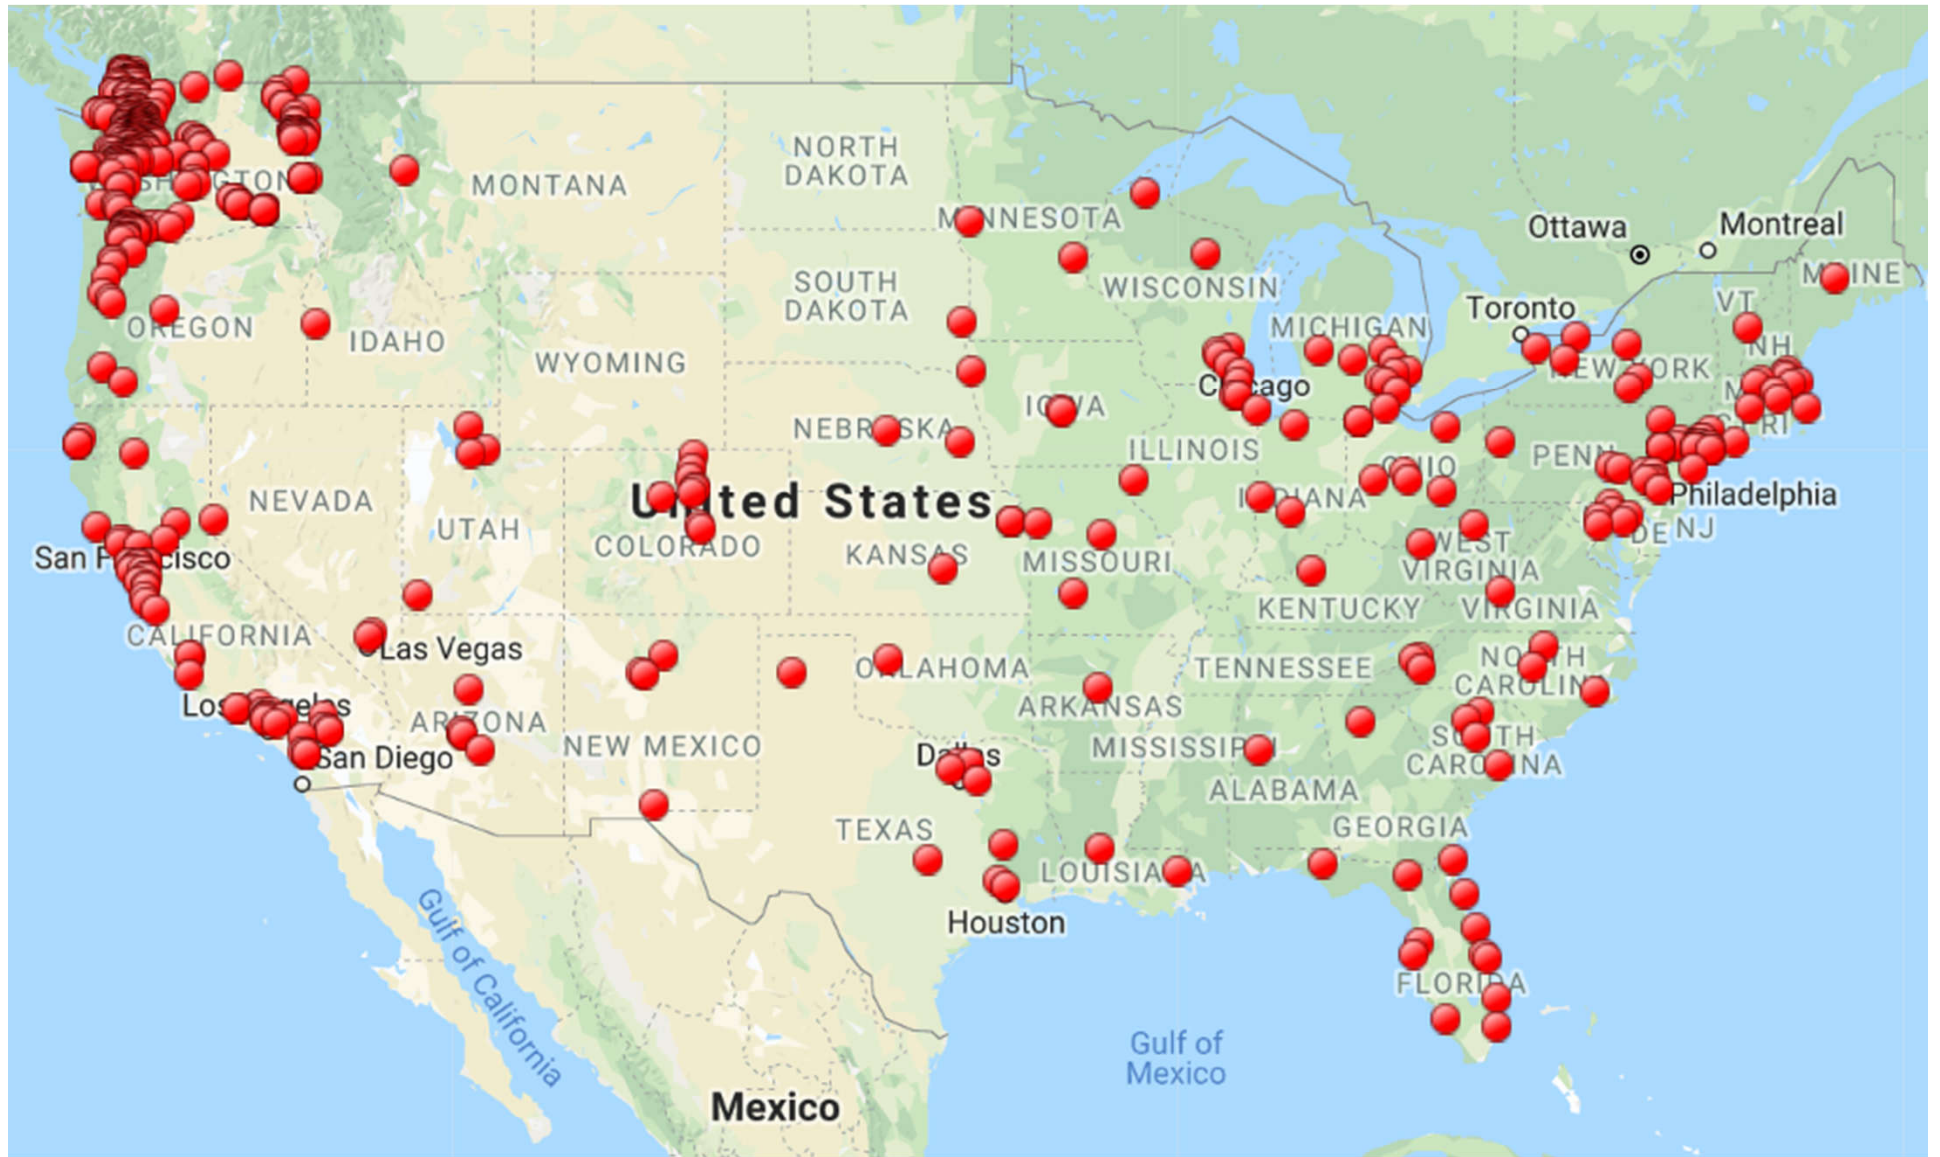 NORTH
DAKOTA
MONTANA
MINNESOTA
Ottawa
Montreal
MAINE
SOUTH
DAKOTA
WISCONSIN
VT
Toronto
OREGON
IDAHO
MICHIGAN
NH
WYOMING
NEW YORK
Chicago
IOWA
NEBRASKA
ILLINOIS
OHIO
PENN
RI
United States
INDIANA
Philadelphia
NEVADA
UTAH
DE
NJ
COLORADO
KANSAS
MISSOURI
WEST
VIRGINIA
San Francisco
KENTUCKY
VIRGINIA
CALIFORNIA
Las Vegas
OKLAHOMA
TENNESSEE
NORTH
CAROLINA
Los Angeles
ARIZONA
ARKANSAS
NEW MEXICO
MISSISSIPPI
SOUTH
CAROLINA
San Diego
Dallas
ALABAMA
TEXAS
GEORGIA
LOUISIANA
Houston
Gulf of California
FLORIDA
Gulf of
Mexico
Mexico